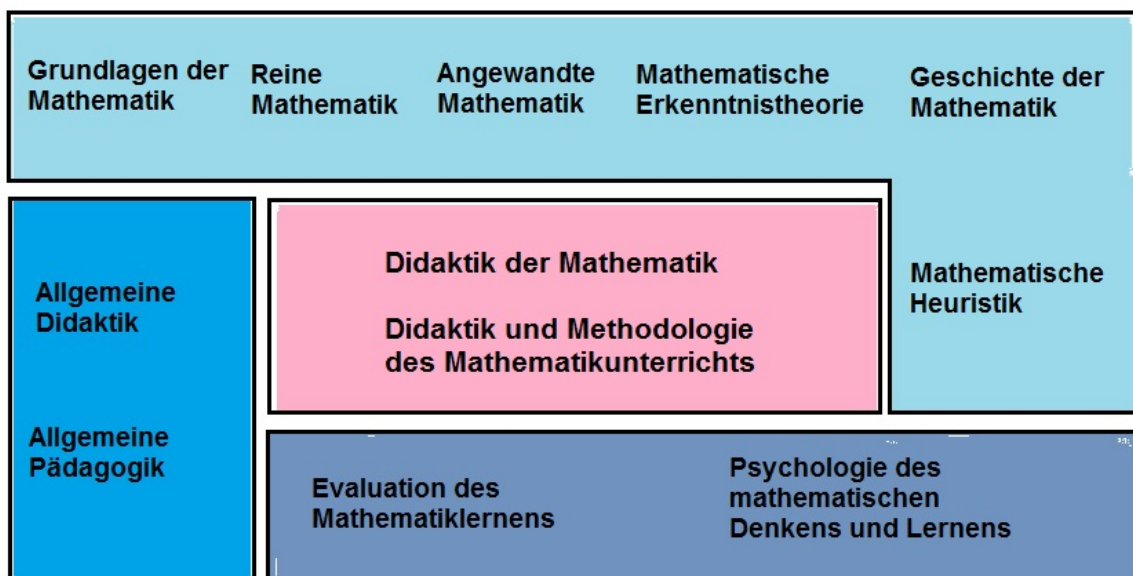 Grundlagen der
Mathematik
Reine
Mathematik
Angewandte
Mathematik
Mathematische
Erkenntnistheorie
Geschichte der
Mathematik
Allgemeine
Didaktik
Allgemeine
Pädagogik
Didaktik der Mathematik
Didaktik und Methodologie
des Mathematikunterrichts
Mathematische
Heuristik
Evaluation des
Mathematiklernens
Psychologie des
mathematischen
Denkens und Lernens